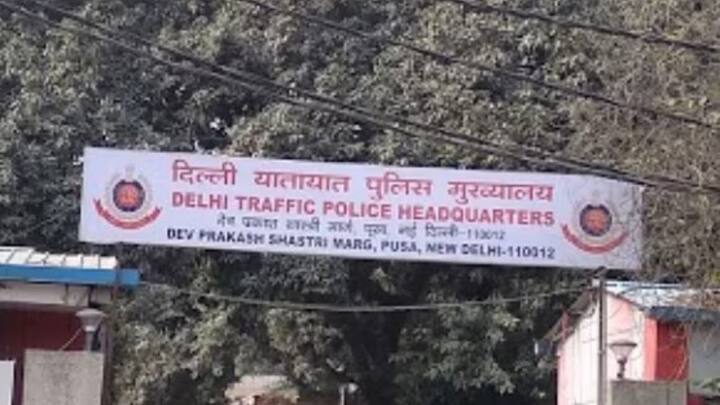 दिल्ली यातायात पुलिस मुख्यालय
DELHI TRAFFIC POLICE HEADQUARTERS
देव प्रकाश शास्त्री मार्ग, पूसा, नई दिल्ली-110012
DEV PRAKASH SHASTRI MARG, PUSA, NEW DELHI-110012